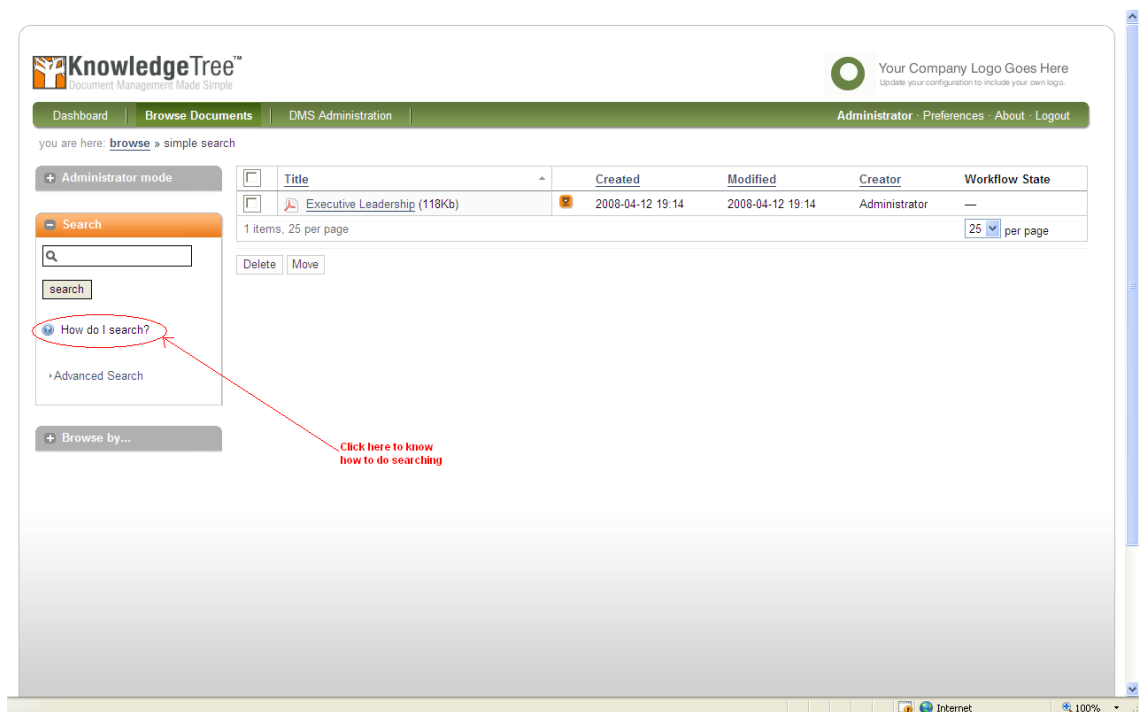 KnowledgeTree™
Document Management Made Simple
Your Company Logo Goes Here
Update your configuration to include your own logo.
Dashboard Browse Documents DMS Administration Administrator · Preferences · About · Logout
you are here: browse » simple search
Administrator mode
Title Created Modified Creator Workflow State
Executive Leadership (118Kb) 2008-04-12 19:14 2008-04-12 19:14 Administrator —
Search
1 items, 25 per page 25 per page
Delete Move
search
How do I search?
Advanced Search
Browse by...
Click here to know
how to do searching
Internet 100%